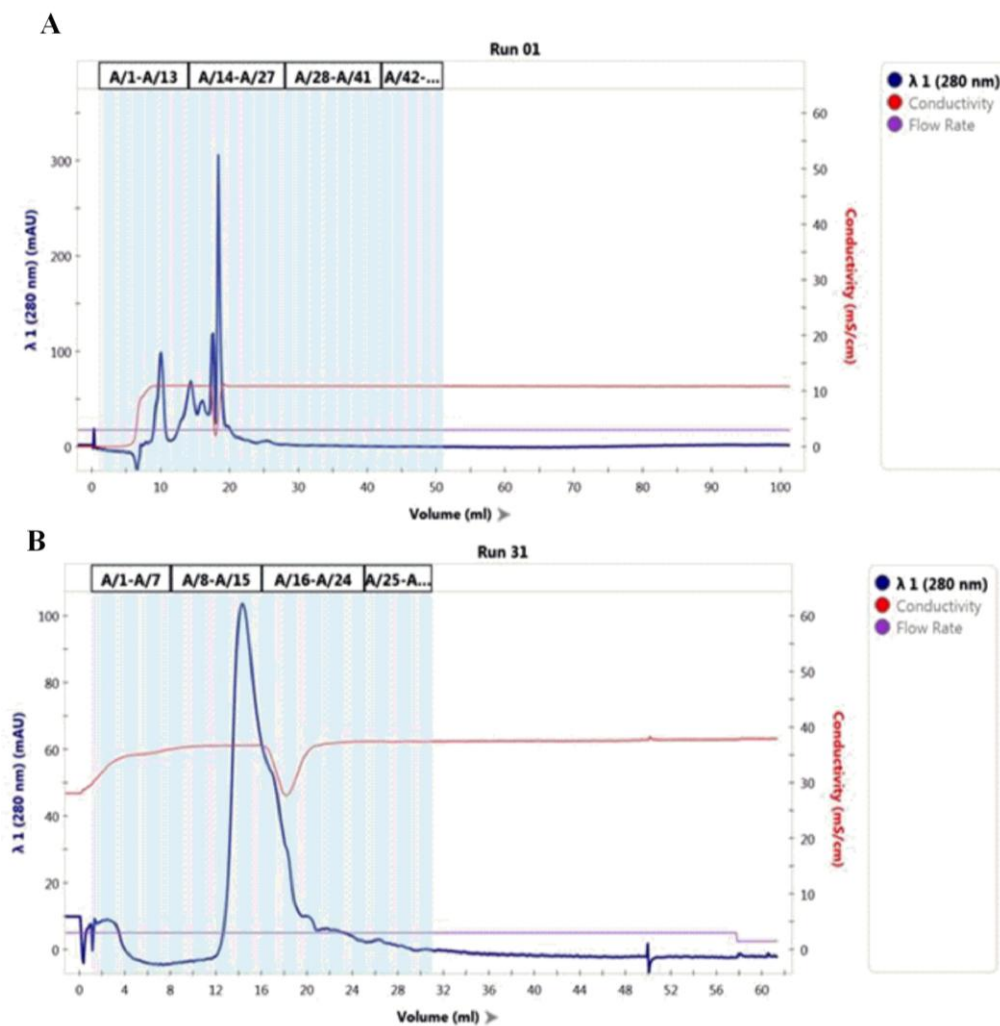 A
Run 01
A/1-A/13 A/14-A/27 A/28-A/41 A/42-...
λ 1 (280 nm)
Conductivity
Flow Rate
λ 1 (280 nm) (mAU)
300
200
100
0
60
50
40
30
20
10
0
Conductivity (mS/cm)
0 10 20 30 40 50 60 70 80 90 100
Volume (ml)
B
Run 31
A/1-A/7 A/8-A/15 A/16-A/24 A/25-A...
λ 1 (280 nm)
Conductivity
Flow Rate
λ 1 (280 nm) (mAU)
100
80
60
40
20
0
60
50
40
30
20
10
0
Conductivity (mS/cm)
0 4 8 12 16 20 24 28 32 36 40 44 48 52 56 60
Volume (ml)